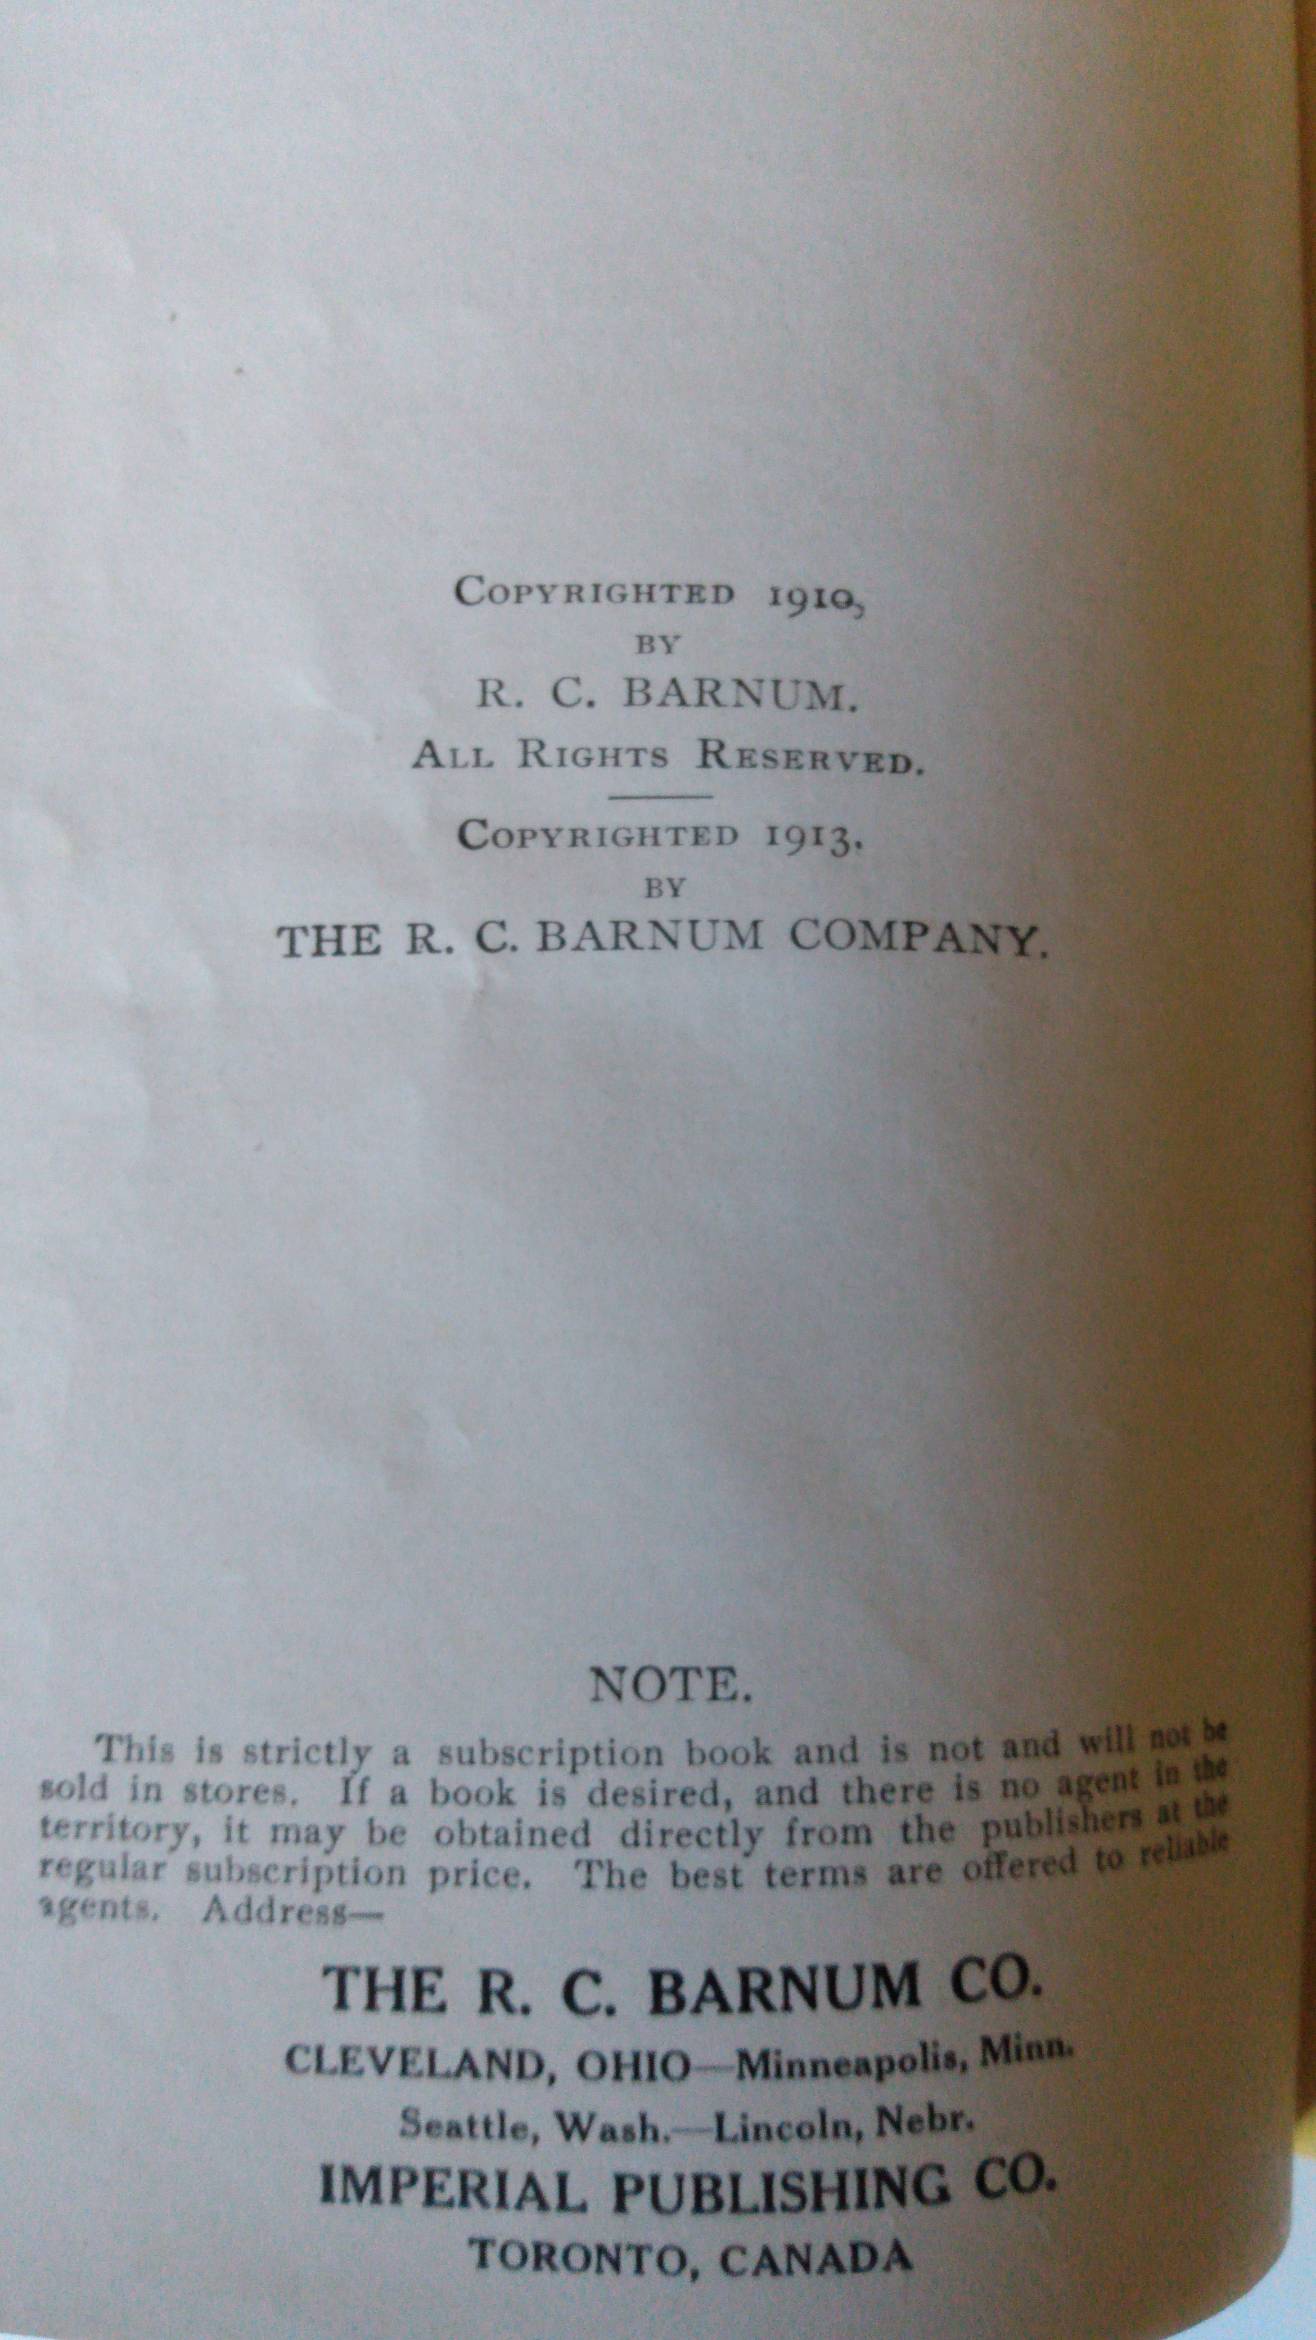 COPYRIGHTED 1910,
BY
R. C. BARNUM.
ALL RIGHTS RESERVED.
COPYRIGHTED 1913.
BY
THE R. C. BARNUM COMPANY.
NOTE.
This is strictly a subscription book and is not and will not be
sold in stores. If a book is desired, and there is no agent in the
territory, it may be obtained directly from the publishers at the
regular subscription price. The best terms are offered to reliable
agents. Address—
THE R. C. BARNUM CO.
CLEVELAND, OHIO—Minneapolis, Minn.
Seattle, Wash.—Lincoln, Nebr.
IMPERIAL PUBLISHING CO.
TORONTO, CANADA